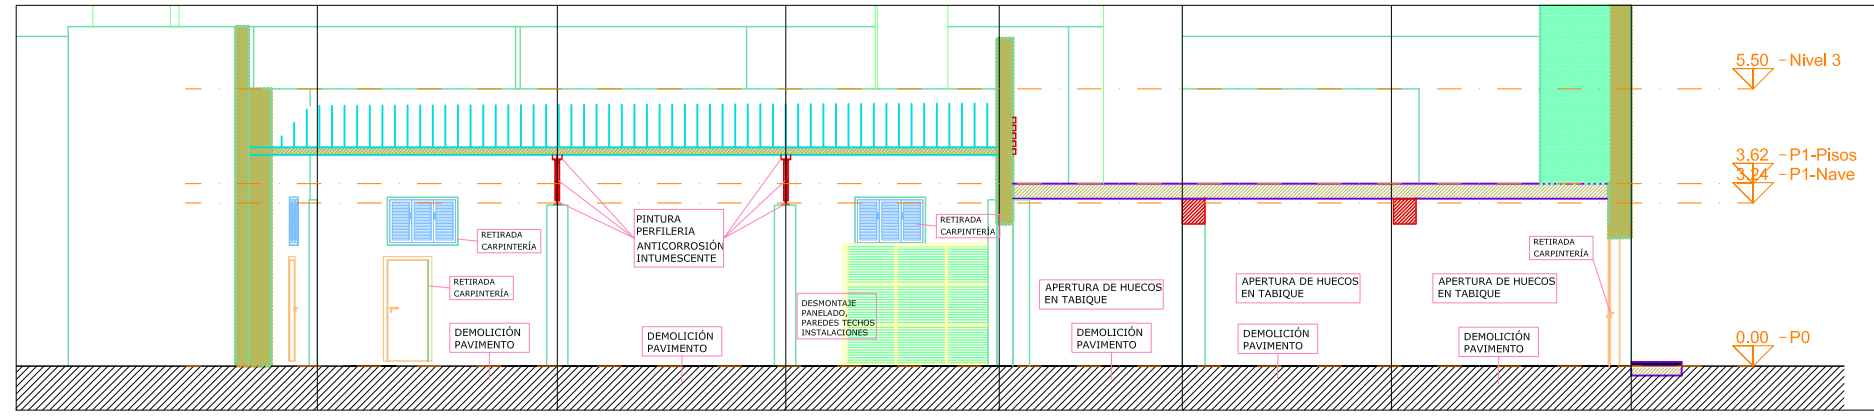 5.50 - Nivel 3
3.62 - P1-Pisos
3.24 - P1-Nave
0.00 - P0
RETIRADA
CARPINTERÍA
RETIRADA
CARPINTERÍA
DEMOLICIÓN
PAVIMENTO
PINTURA
PERFILERIA
ANTICORROSIÓN
INTUMESCENTE
DEMOLICIÓN
PAVIMENTO
DESMONTAJE
PANELADO,
PAREDES TECHOS
INSTALACIONES
RETIRADA
CARPINTERÍA
APERTURA DE HUECOS
EN TABIQUE
DEMOLICIÓN
PAVIMENTO
APERTURA DE HUECOS
EN TABIQUE
DEMOLICIÓN
PAVIMENTO
APERTURA DE HUECOS
EN TABIQUE
DEMOLICIÓN
PAVIMENTO
RETIRADA
CARPINTERÍA